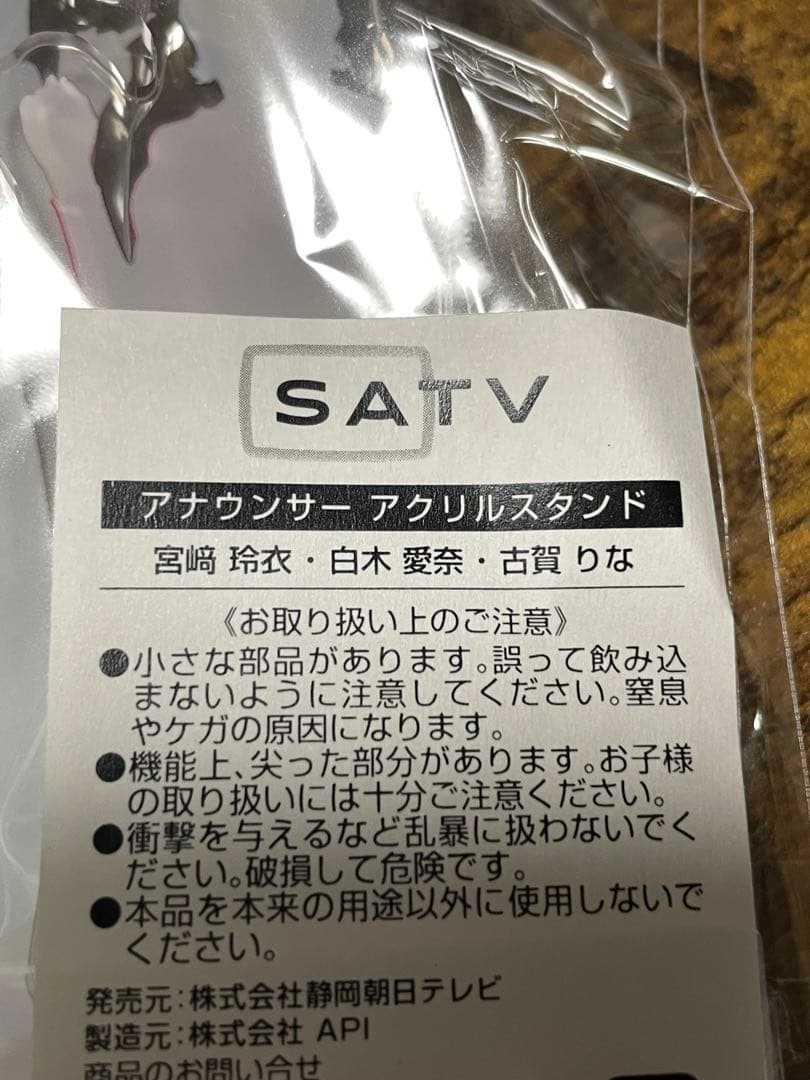 SATV
アナウンサー アクリルスタンド
宮﨑 玲衣・白木 愛奈・古賀 りな
《お取り扱い上のご注意》
●小さな部品があります。誤って飲み込
まないように注意してください。窒息
やケガの原因になります。
●機能上、尖った部分があります。お子様
の取り扱いには十分ご注意ください。
●衝撃を与えるなど乱暴に扱わないでく
ださい。破損して危険です。
●本品を本来の用途以外に使用しないで
ください。
発売元：株式会社静岡朝日テレビ
製造元：株式会社 API
商品のお問い合せ